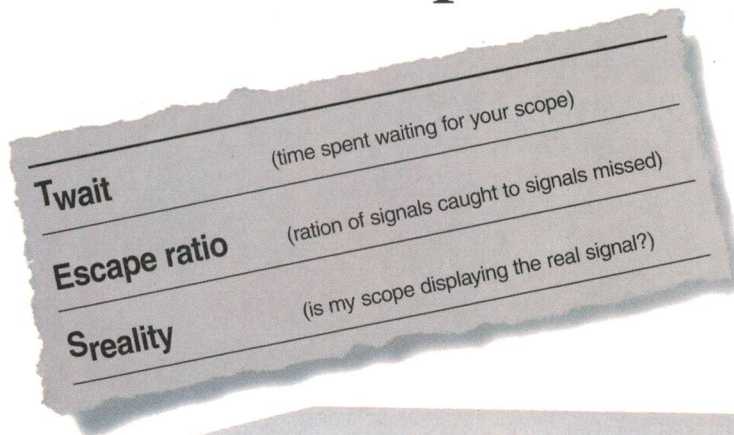 Twait (time spent waiting for your scope)
Escape ratio (ration of signals caught to signals missed)
Sreality (is my scope displaying the real signal?)